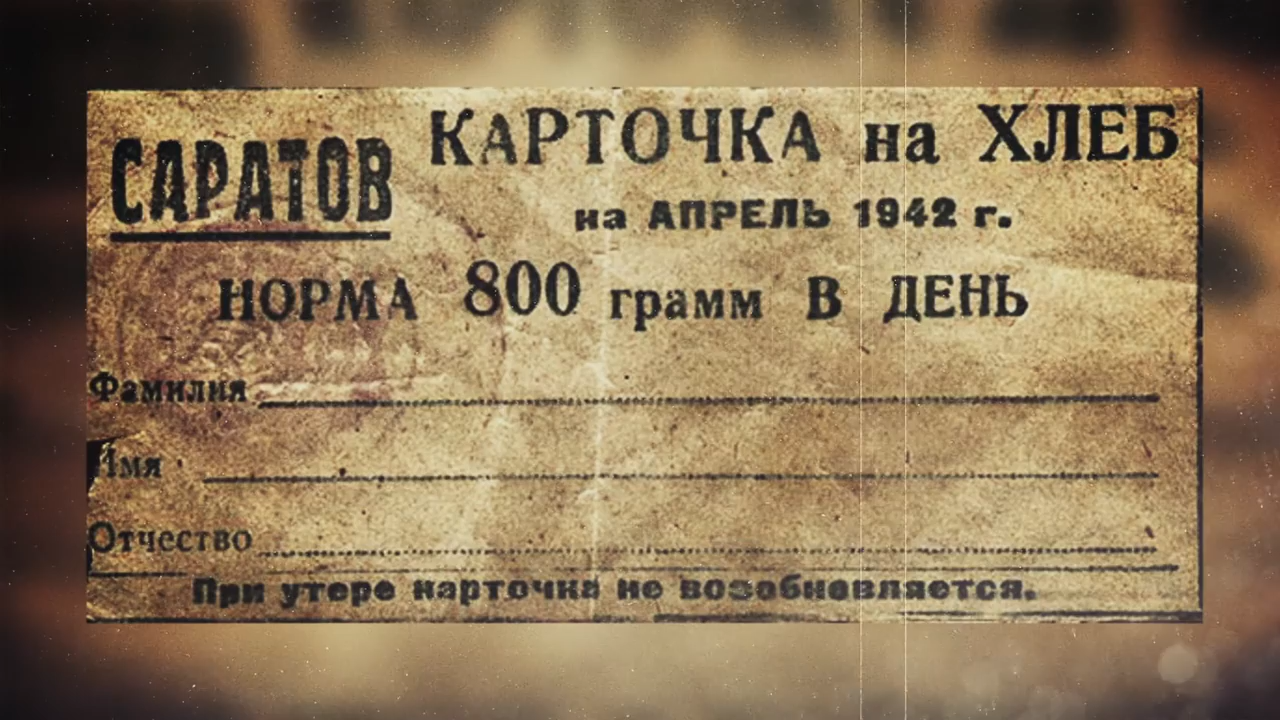 САРАТОВ
КАРТОЧКА на ХЛЕБ
на АПРЕЛЬ 1942 г.
НОРМА 800 грамм В ДЕНЬ
Фамилия
Имя
Отчество
При утере карточка не возобновляется.